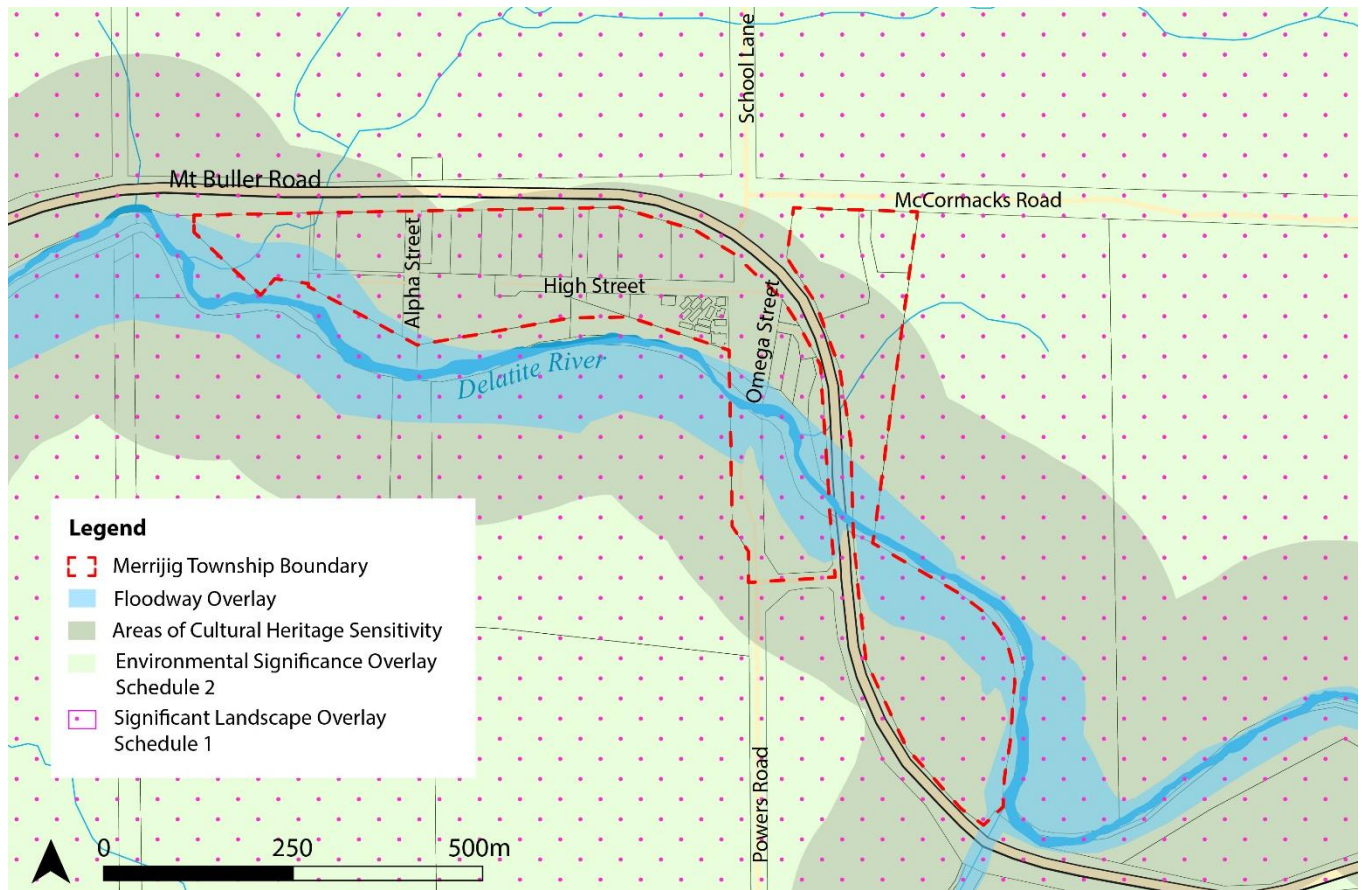 School Lane
Mt Buller Road
McCormacks Road
Alpha Street
High Street
Omega Street
Delatite River
Legend
Merrijig Township Boundary
Floodway Overlay
Areas of Cultural Heritage Sensitivity
Environmental Significance Overlay
Schedule 2
Significant Landscape Overlay
Schedule 1
Powers Road
0 250 500m